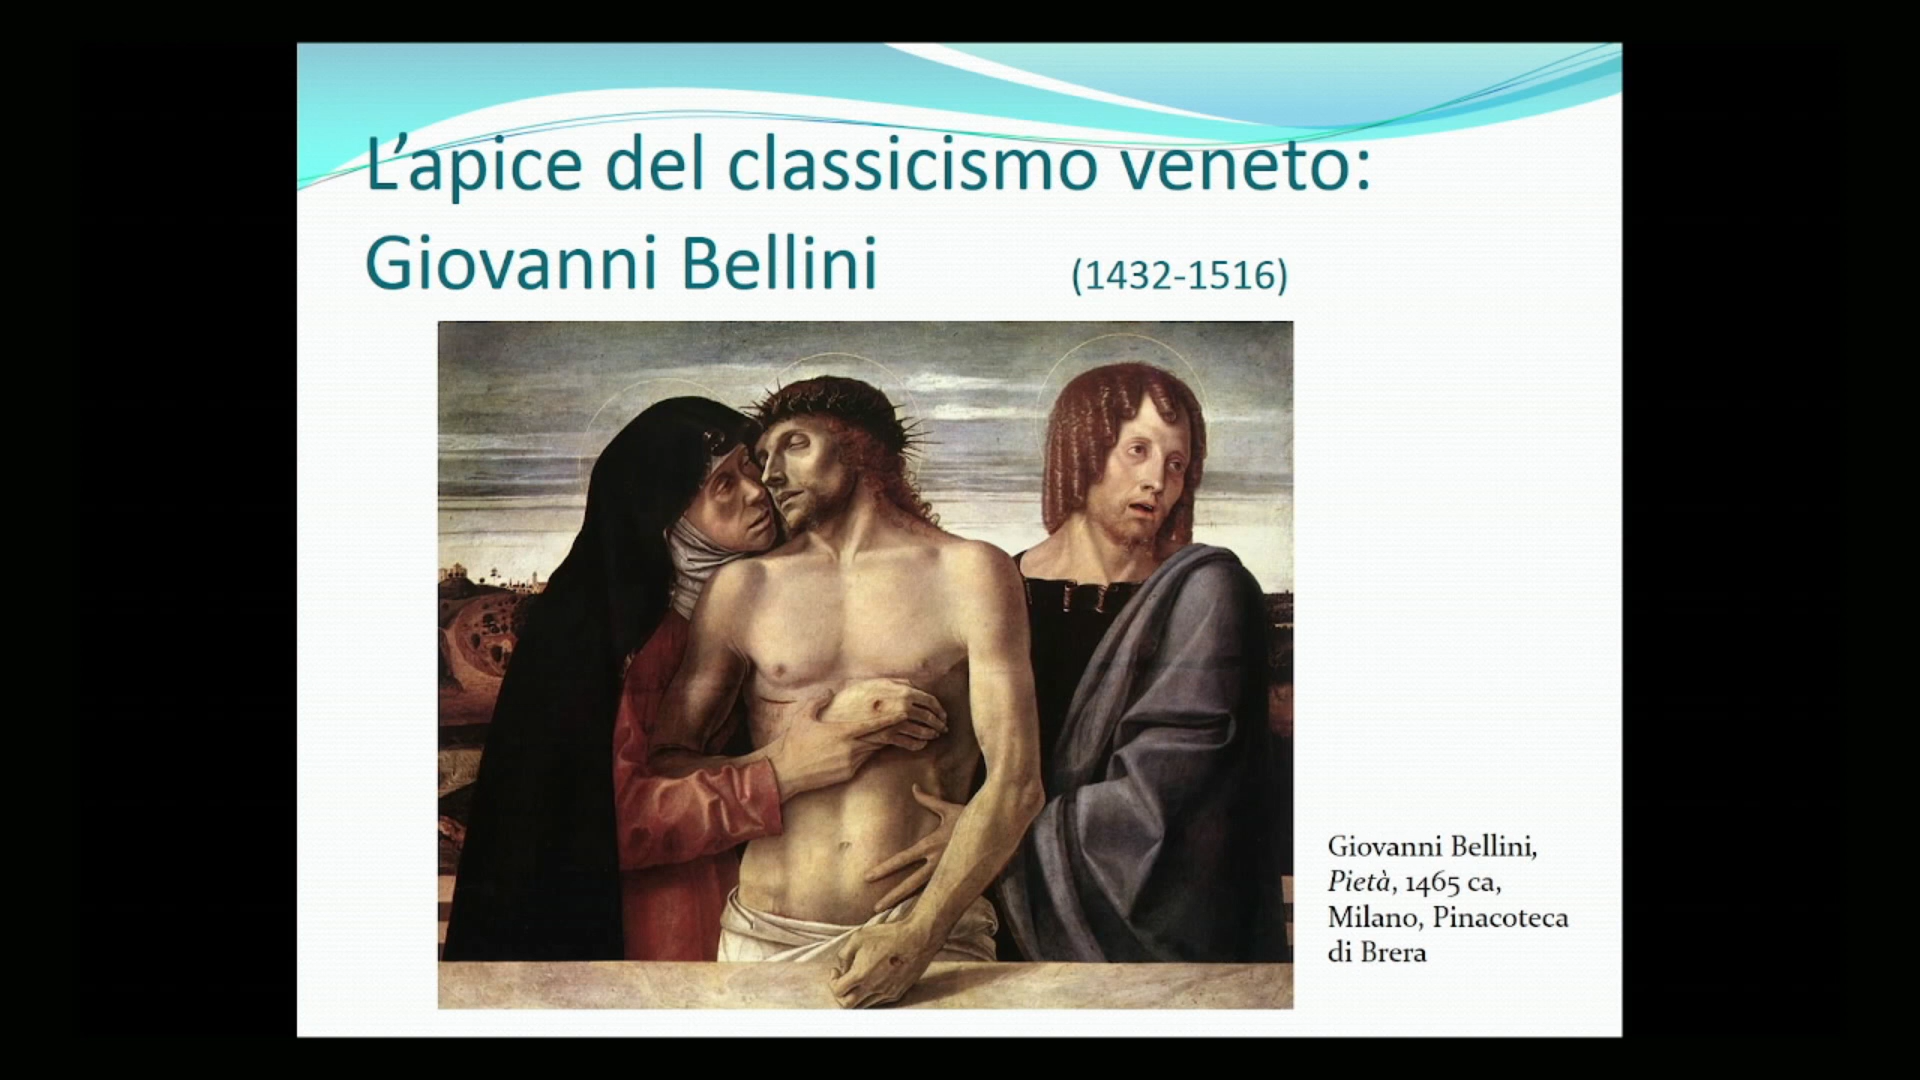 L’apice del classicismo veneto:
Giovanni Bellini (1432-1516)
Giovanni Bellini,
Pietà, 1465 ca,
Milano, Pinacoteca
di Brera